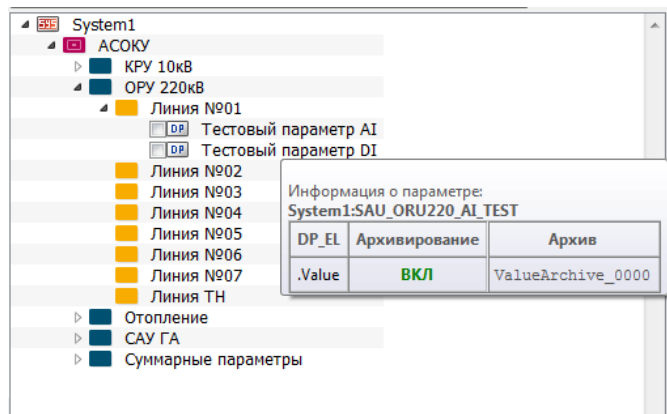 SYS System1
АСОКУ
КРУ 10кВ
ОРУ 220кВ
Линия №01
DP Тестовый параметр AI
DP Тестовый параметр DI
Линия №02
Линия №03
Линия №04
Линия №05
Линия №06
Линия №07
Линия ТН
Отопление
САУ ГА
Суммарные параметры
Информация о параметре:
System1:SAU_ORU220_AI_TEST
DP_EL Архивирование Архив
.Value ВКЛ ValueArchive_0000